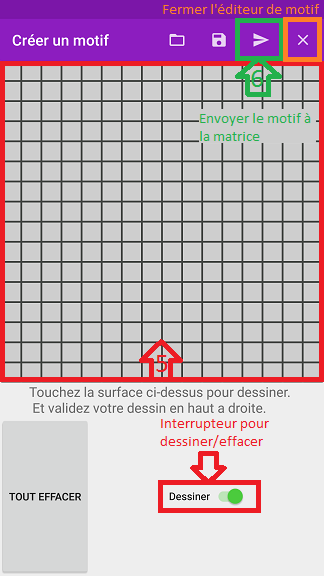 Fermer l'éditeur de motif
Créer un motif
6
Envoyer le motif à
la matrice
5
Touchez la surface ci-dessus pour dessiner.
Et validez votre dessin en haut a droite.
Interrupteur pour
dessiner/effacer
TOUT EFFACER
Dessiner